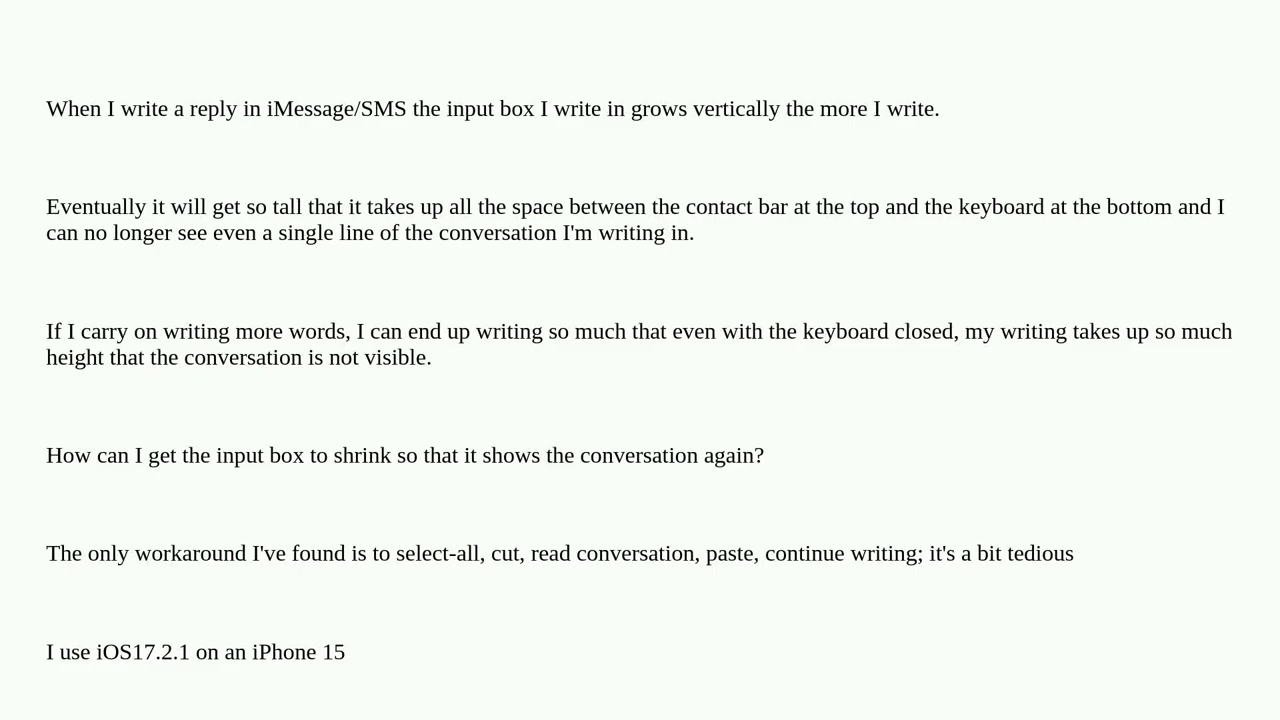 When I write a reply in iMessage/SMS the input box I write in grows vertically the more I write.
Eventually it will get so tall that it takes up all the space between the contact bar at the top and the keyboard at the bottom and I
can no longer see even a single line of the conversation I'm writing in.
If I carry on writing more words, I can end up writing so much that even with the keyboard closed, my writing takes up so much
height that the conversation is not visible.
How can I get the input box to shrink so that it shows the conversation again?
The only workaround I've found is to select-all, cut, read conversation, paste, continue writing; it's a bit tedious
I use iOS17.2.1 on an iPhone 15